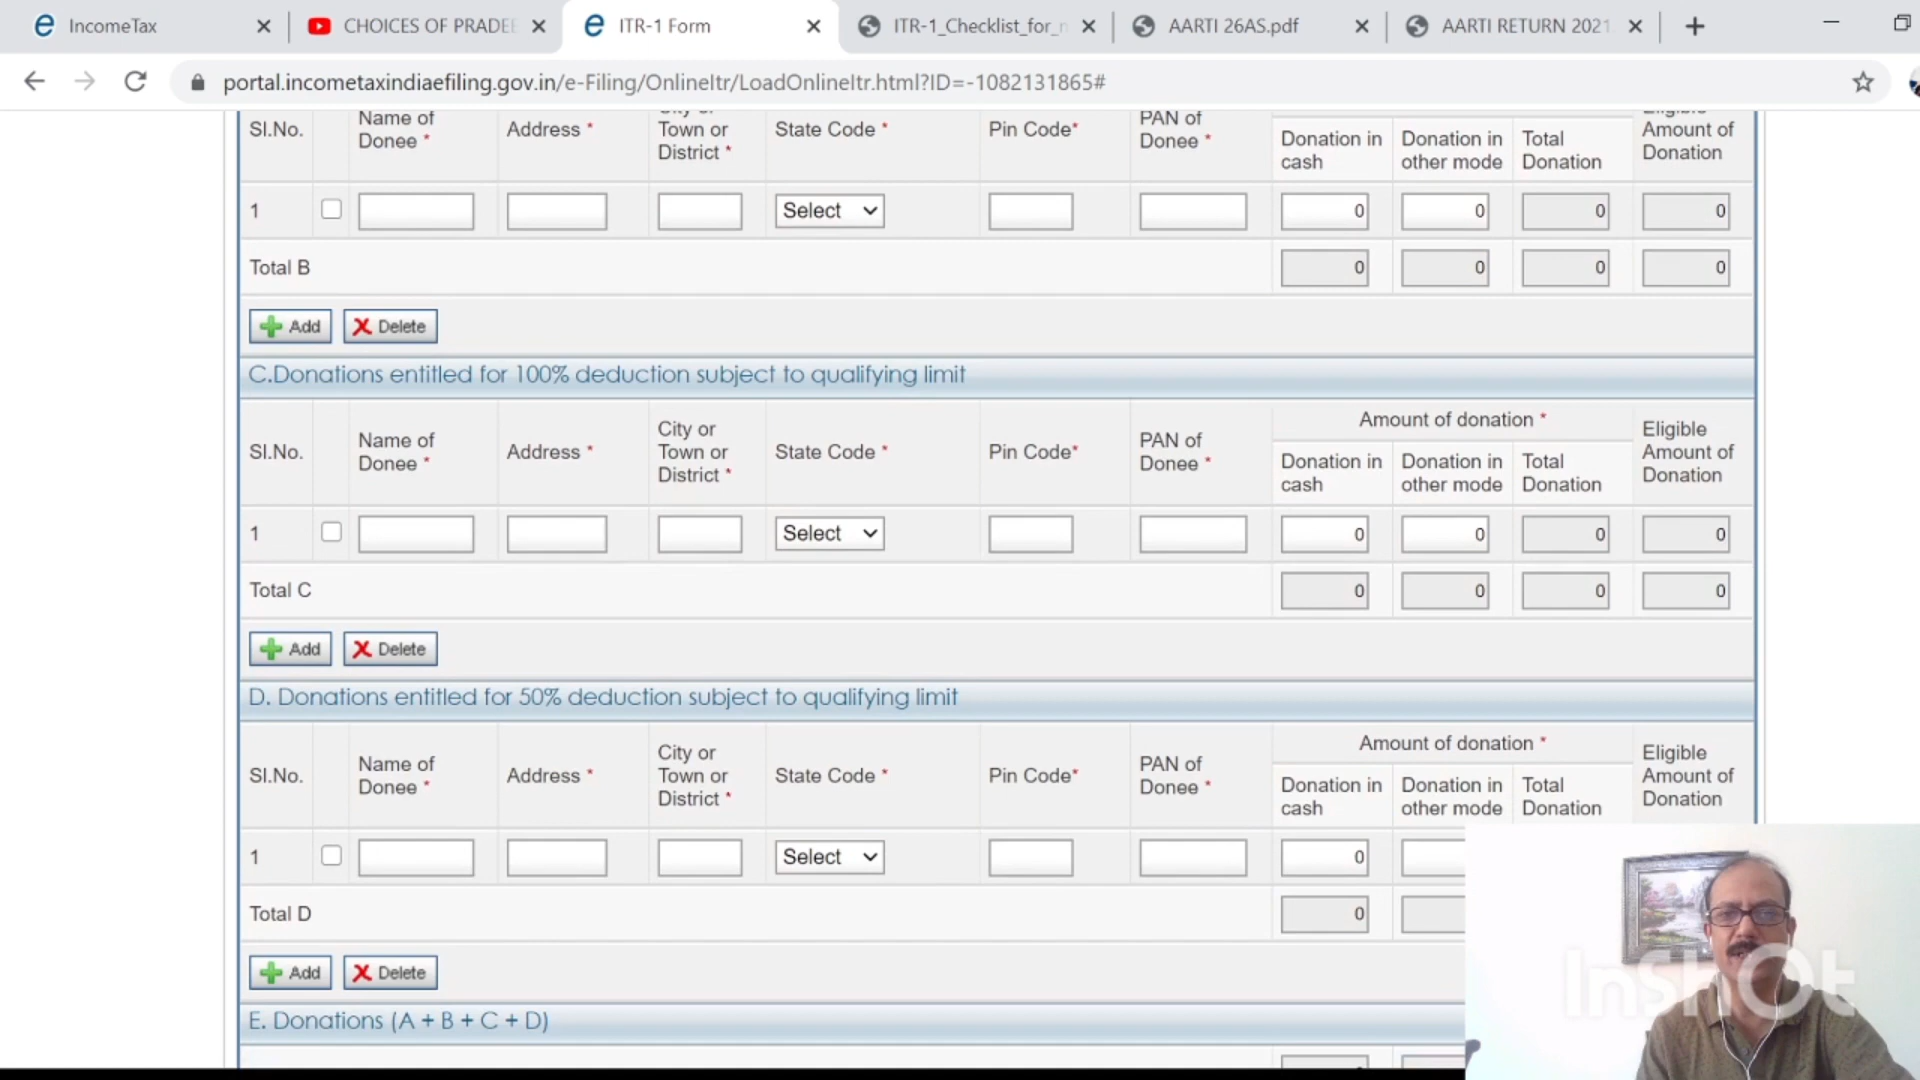 IncomeTax
CHOICES OF PRADEE
ITR-1 Form
ITR-1_Checklist_for_n
AARTI 26AS.pdf
AARTI RETURN 2021
portal.incometaxindiaefiling.gov.in/e-Filing/OnlineItr/LoadOnlineItr.html?ID=-1082131865#
Sl.No.
Name of
Donee *
Address *
Town or
District *
State Code *
Pin Code*
PAN of
Donee *
Donation in
cash
Donation in
other mode
Total
Donation
Eligible
Amount of
Donation
1 Select 0 0 0 0
Total B 0 0 0 0
Add Delete
C.Donations entitled for 100% deduction subject to qualifying limit
Sl.No.
Name of
Donee *
Address *
City or
Town or
District *
State Code *
Pin Code*
PAN of
Donee *
Amount of donation *
Donation in
cash
Donation in
other mode
Total
Donation
Eligible
Amount of
Donation
1 Select 0 0 0 0
Total C 0 0 0 0
Add Delete
D. Donations entitled for 50% deduction subject to qualifying limit
Sl.No.
Name of
Donee *
Address *
City or
Town or
District *
State Code *
Pin Code*
PAN of
Donee *
Amount of donation *
Donation in
cash
Donation in
other mode
Total
Donation
Eligible
Amount of
Donation
1 Select 0
Total D 0
Add Delete
E. Donations (A + B + C + D)
InShOt